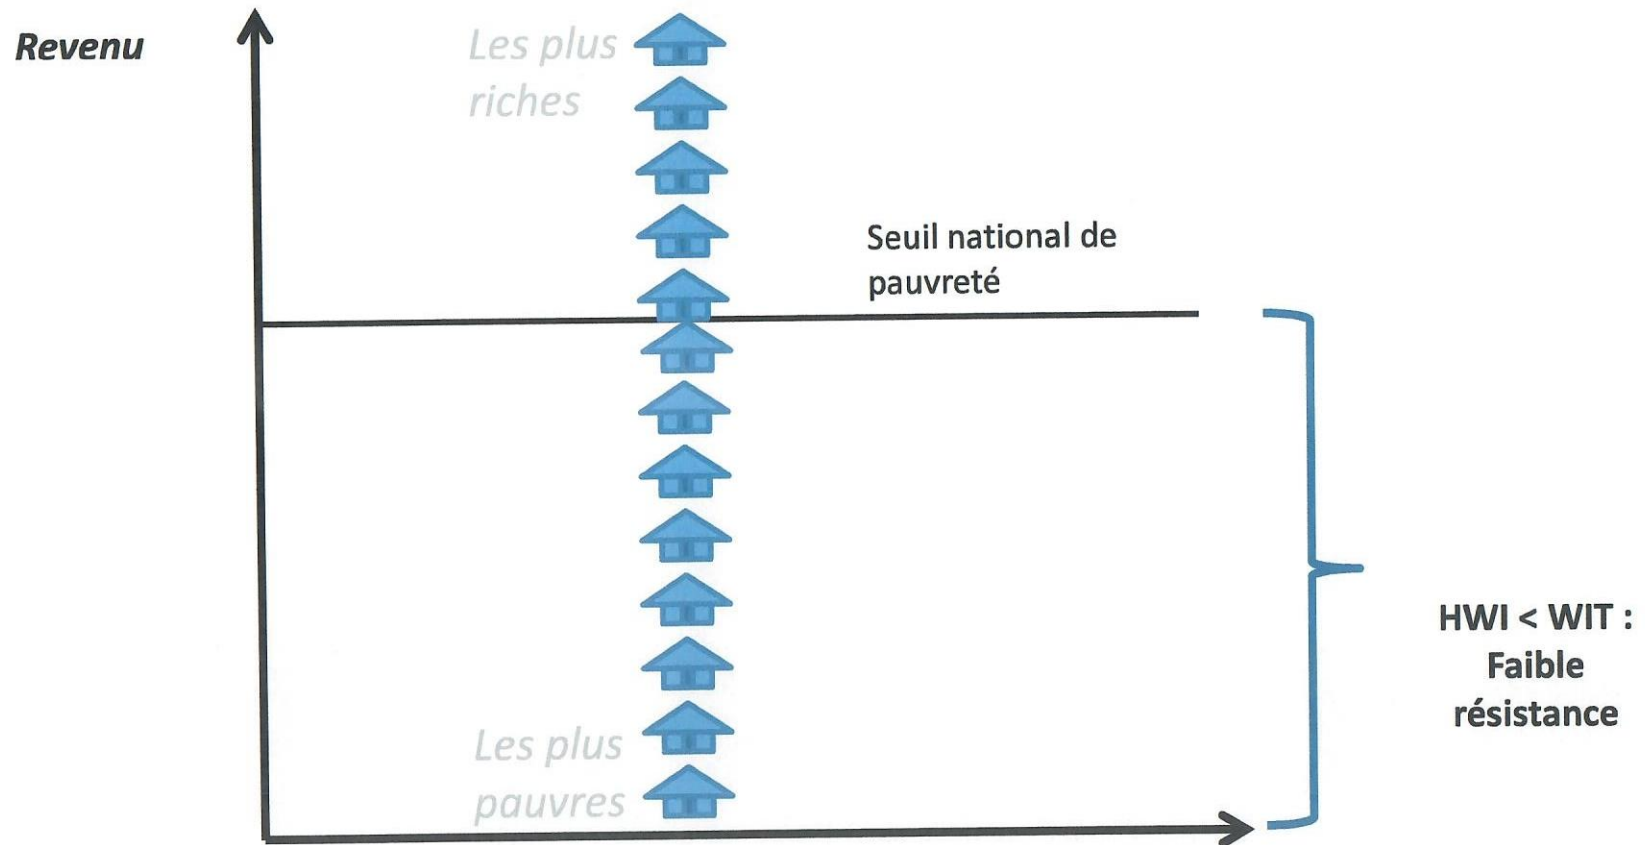 Revenu
Les plus
riches
Seuil national de
pauvreté
HWI < WIT :
Faible
résistance
Les plus
pauvres